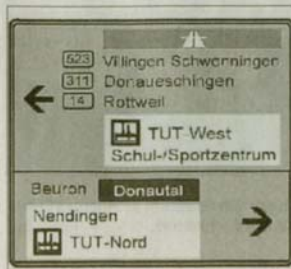 523 Villingen Schwenningen
311 Donaueschingen
14 Rottweil
TUT-West
Schul-/Sportzentrum
Beuron Donautal
Nendingen
TUT-Nord